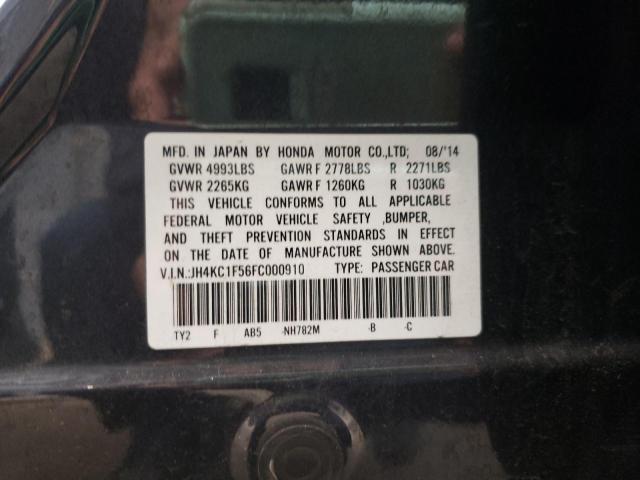 MFD. IN JAPAN BY HONDA MOTOR CO.,LTD; 08/'14
GVWR 4993LBS GAWR F 2778LBS R 2271LBS
GVWR 2265KG GAWR F 1260KG R 1030KG
THIS VEHICLE CONFORMS TO ALL APPLICABLE
FEDERAL MOTOR VEHICLE SAFETY ,BUMPER,
AND THEFT PREVENTION STANDARDS IN EFFECT
ON THE DATE OF MANUFACTURE SHOWN ABOVE.
V.I.N.:JH4KC1F56FC000910 TYPE: PASSENGER CAR
TY2 F AB5 -NH782M -B -C